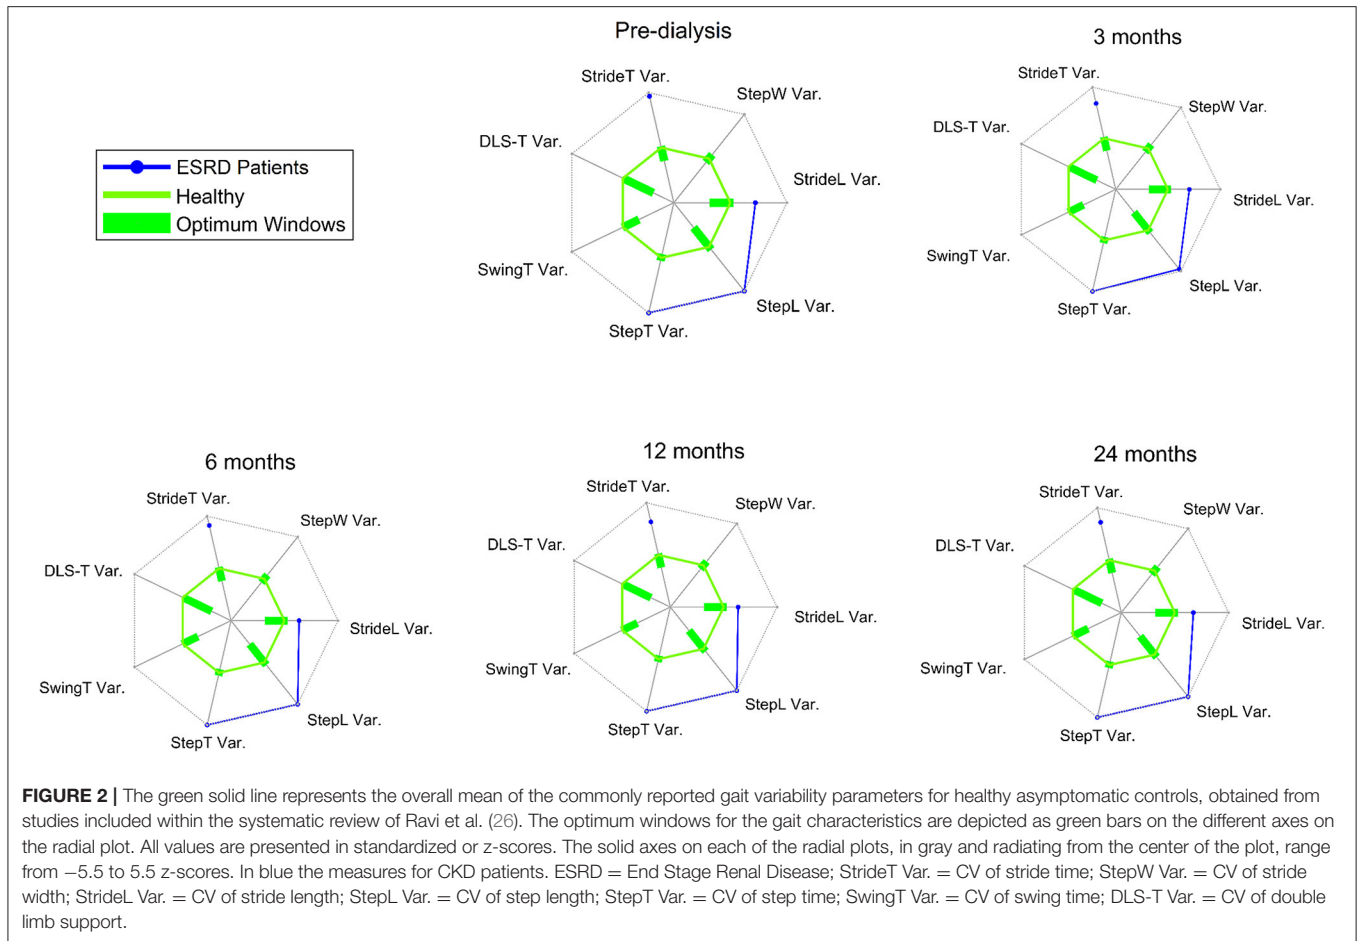 Pre-dialysis
StrideT Var.
StepW Var.
DLS-T Var.
StrideL Var.
SwingT Var.
StepL Var.
StepT Var.
3 months
StrideT Var.
StepW Var.
DLS-T Var.
StrideL Var.
SwingT Var.
StepL Var.
StepT Var.
ESRD Patients
Healthy
Optimum Windows
6 months
StrideT Var.
StepW Var.
DLS-T Var.
StrideL Var.
SwingT Var.
StepL Var.
StepT Var.
12 months
StrideT Var.
StepW Var.
DLS-T Var.
StrideL Var.
SwingT Var.
StepL Var.
StepT Var.
24 months
StrideT Var.
StepW Var.
DLS-T Var.
StrideL Var.
SwingT Var.
StepL Var.
StepT Var.
FIGURE 2 | The green solid line represents the overall mean of the commonly reported gait variability parameters for healthy asymptomatic controls, obtained from
studies included within the systematic review of Ravi et al. (26). The optimum windows for the gait characteristics are depicted as green bars on the different axes on
the radial plot. All values are presented in standardized or z-scores. The solid axes on each of the radial plots, in gray and radiating from the center of the plot, range
from −5.5 to 5.5 z-scores. In blue the measures for CKD patients. ESRD = End Stage Renal Disease; StrideT Var. = CV of stride time; StepW Var. = CV of stride
width; StrideL Var. = CV of stride length; StepL Var. = CV of step length; StepT Var. = CV of step time; SwingT Var. = CV of swing time; DLS-T Var. = CV of double
limb support.